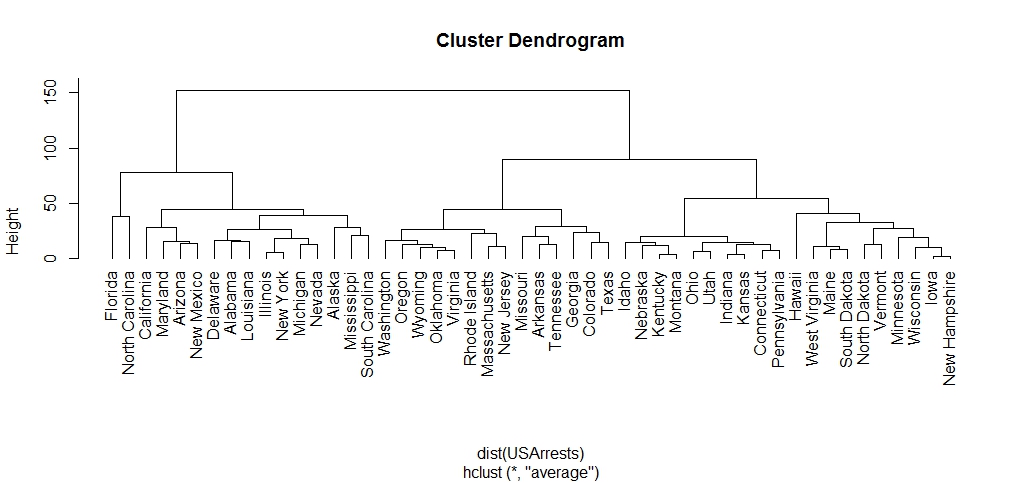 Cluster Dendrogram
150
100
50
0
Height
Florida
North Carolina
California
Maryland
Arizona
New Mexico
Delaware
Alabama
Louisiana
Illinois
New York
Michigan
Nevada
Alaska
Mississippi
South Carolina
Washington
Oregon
Wyoming
Oklahoma
Virginia
Rhode Island
Massachusetts
New Jersey
Missouri
Arkansas
Tennessee
Georgia
Colorado
Texas
Idaho
Nebraska
Kentucky
Montana
Ohio
Utah
Indiana
Kansas
Connecticut
Pennsylvania
Hawaii
West Virginia
Maine
South Dakota
North Dakota
Vermont
Minnesota
Wisconsin
Iowa
New Hampshire
dist(USArrests)
hclust (*, "average")